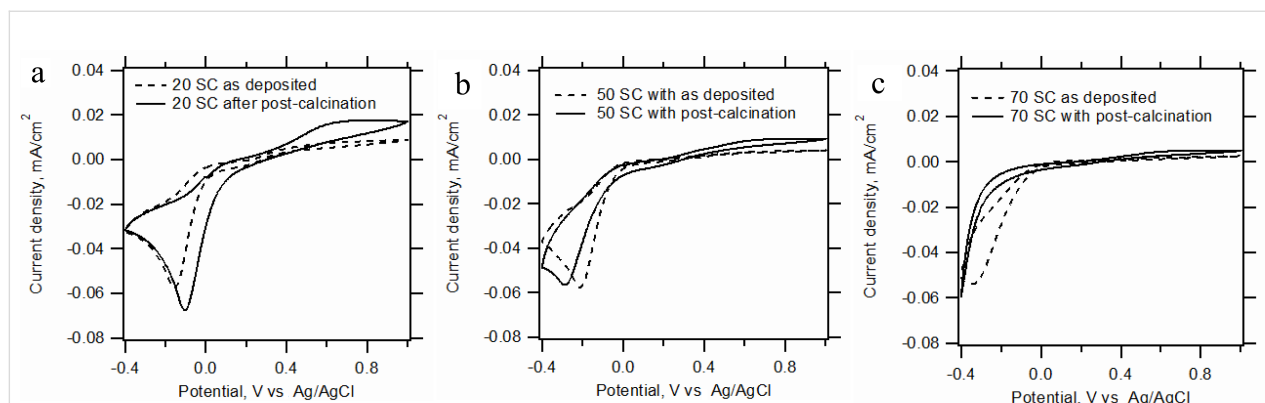 a
0.04
0.02
0.00
-0.02
-0.04
-0.06
-0.08
Current density, mA/cm²
20 SC as deposited
20 SC after post-calcination
-0.4
0.0
0.4
0.8
Potential, V vs Ag/AgCl
b
0.04
0.02
0.00
-0.02
-0.04
-0.06
-0.08
Current density, mA/cm²
50 SC with as deposited
50 SC with post-calcination
-0.4
0.0
0.4
0.8
Potential, V vs Ag/AgCl
c
0.04
0.02
0.00
-0.02
-0.04
-0.06
-0.08
Current density, mA/cm²
70 SC as deposited
70 SC with post-calcination
-0.4
0.0
0.4
0.8
Potential, V vs Ag/AgCl